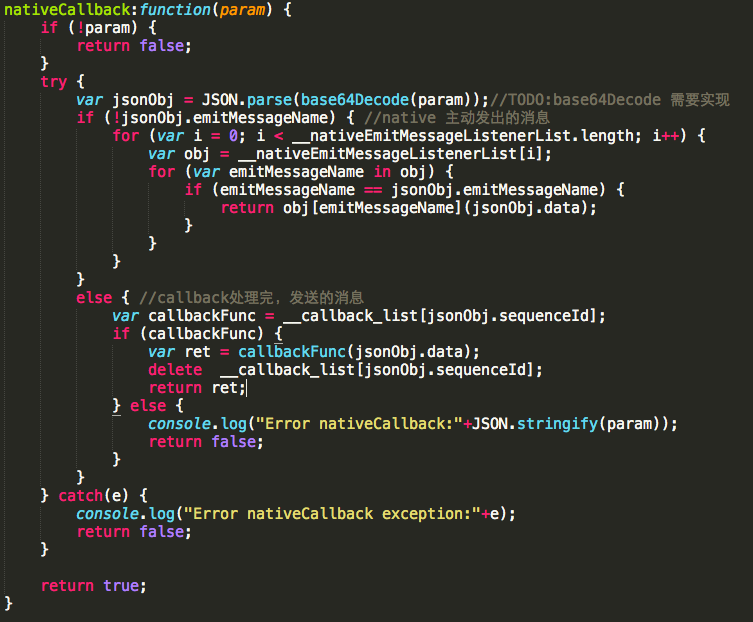 nativeCallback:function(param) {
    if (!param) {
        return false;
    }
    try {
        var jsonObj = JSON.parse(base64Decode(param));//TODO:base64Decode 需要实现
        if (!jsonObj.emitMessageName) { //native 主动发出的消息
            for (var i = 0; i < __nativeEmitMessageListenerList.length; i++) {
                var obj = __nativeEmitMessageListenerList[i];
                for (var emitMessageName in obj) {
                    if (emitMessageName == jsonObj.emitMessageName) {
                        return obj[emitMessageName](jsonObj.data);
                    }
                }
            }
        }
        else { //callback处理完，发送的消息
            var callbackFunc = __callback_list[jsonObj.sequenceId];
            if (callbackFunc) {
                var ret = callbackFunc(jsonObj.data);
                delete  __callback_list[jsonObj.sequenceId];
                return ret;
            } else {
                console.log("Error nativeCallback:"+JSON.stringify(param));
                return false;
            }
        }
    } catch(e) {
        console.log("Error nativeCallback exception:"+e);
        return false;
    }

    return true;
}